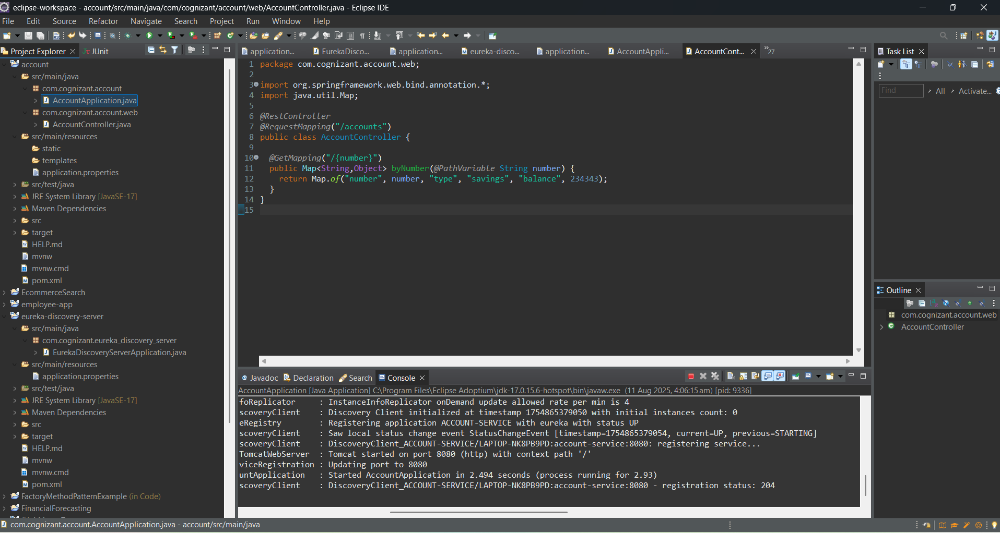 eclipse-workspace - account/src/main/java/com/cognizant/account/web/AccountController.java - Eclipse IDE
File Edit Source Refactor Navigate Search Project Run Window Help
Project Explorer
JUnit
application...
EurekaDisco...
application...
eureka-disco...
application...
AccountAppli...
AccountCont...
»27
account
src/main/java
com.cognizant.account
AccountApplication.java
com.cognizant.account.web
AccountController.java
src/main/resources
static
templates
application.properties
src/test/java
JRE System Library [JavaSE-17]
Maven Dependencies
src
target
HELP.md
mvnw
mvnw.cmd
pom.xml
EcommerceSearch
employee-app
eureka-discovery-server
src/main/java
com.cognizant.eureka_discovery_server
EurekaDiscoveryServerApplication.java
src/main/resources
application.properties
src/test/java
JRE System Library [JavaSE-17]
Maven Dependencies
src
target
HELP.md
mvnw
mvnw.cmd
pom.xml
FactoryMethodPatternExample (in Code)
FinancialForecasting
1 package com.cognizant.account.web;
2
3 import org.springframework.web.bind.annotation.*;
4 import java.util.Map;
5
6 @RestController
7 @RequestMapping("/accounts")
8 public class AccountController {
9
10 @GetMapping("/{number}")
11 public Map<String,Object> byNumber(@PathVariable String number) {
12 return Map.of("number", number, "type", "savings", "balance", 234343);
13 }
14 }
15
Javadoc Declaration Search Console
AccountApplication [Java Application] C:\Program Files\Eclipse Adoptium\jdk-17.0.15.6-hotspot\bin\javaw.exe (11 Aug 2025, 4:06:15 am) [pid: 9336]
foReplicator : InstanceInfoReplicator onDemand update allowed rate per min is 4
scoveryClient : Discovery Client initialized at timestamp 1754865379050 with initial instances count: 0
eRegistry : Registering application ACCOUNT-SERVICE with eureka with status UP
scoveryClient : Saw local status change event StatusChangeEvent [timestamp=1754865379054, current=UP, previous=STARTING]
scoveryClient : DiscoveryClient_ACCOUNT-SERVICE/LAPTOP-NK8PB9PD:account-service:8080: registering service...
TomcatWebServer : Tomcat started on port 8080 (http) with context path '/'
viceRegistration : Updating port to 8080
untApplication : Started AccountApplication in 2.494 seconds (process running for 2.93)
scoveryClient : DiscoveryClient_ACCOUNT-SERVICE/LAPTOP-NK8PB9PD:account-service:8080 - registration status: 204
Task List
Find
All
Activate...
Outline
com.cognizant.account.web
AccountController
com.cognizant.account.AccountApplication.java - account/src/main/java